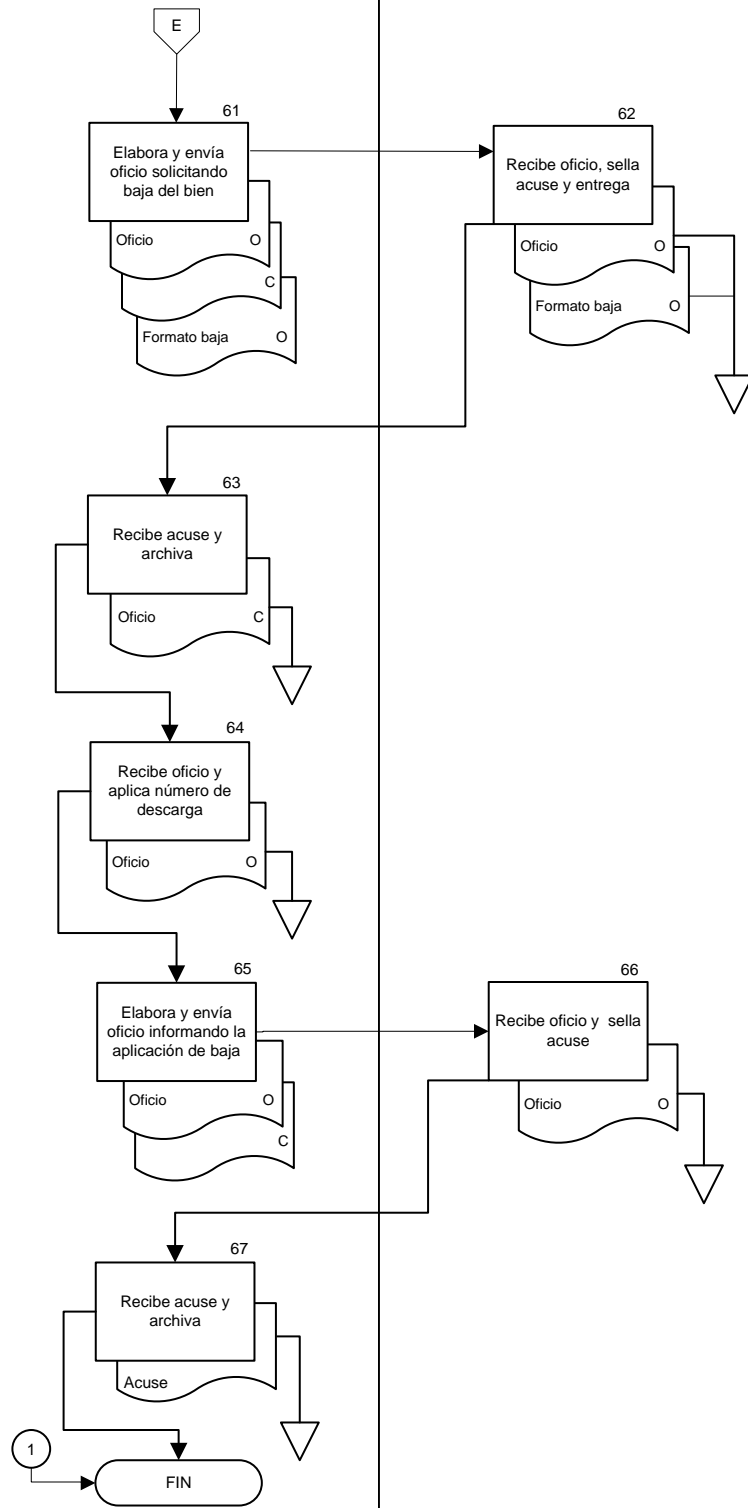 E
61
Elabora y envía
oficio solicitando
baja del bien
Oficio O
C
Formato baja O
62
Recibe oficio, sella
acuse y entrega
Oficio O
Formato baja O
63
Recibe acuse y
archiva
Oficio C
64
Recibe oficio y
aplica número de
descarga
Oficio O
65
Elabora y envía
oficio informando la
aplicación de baja
Oficio O
C
66
Recibe oficio y sella
acuse
Oficio O
67
Recibe acuse y
archiva
Acuse
1
FIN